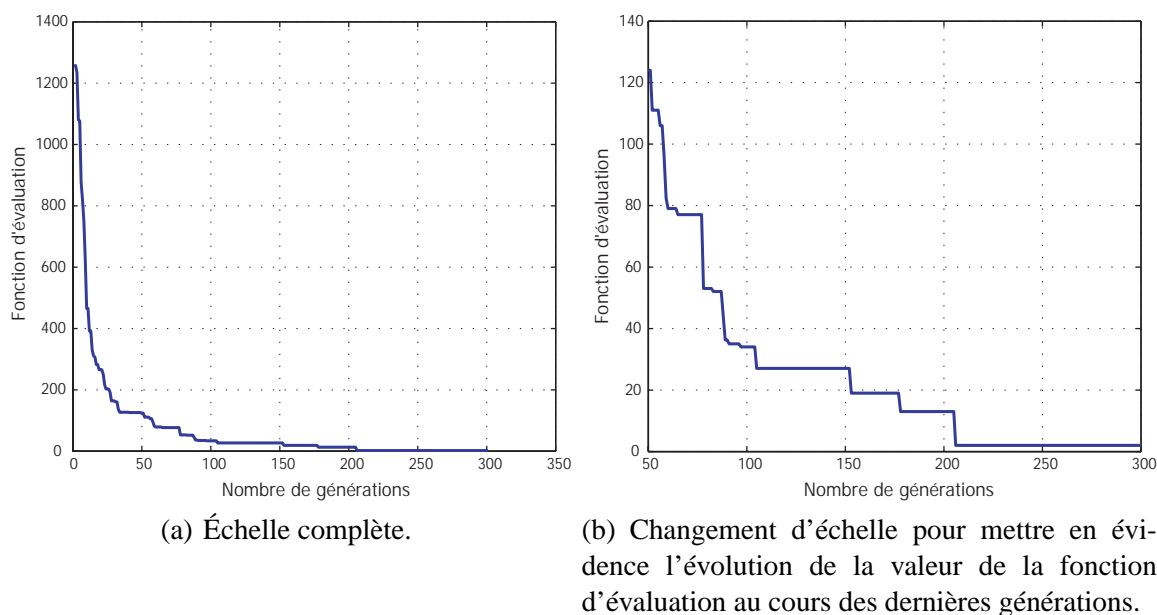 1400
1200
1000
800
600
400
200
0
Fonction d'évaluation
0 50 100 150 200 250 300 350
Nombre de générations
(a) Échelle complète.
140
120
100
80
60
40
20
0
Fonction d'évaluation
50 100 150 200 250 300
Nombre de générations
(b) Changement d'échelle pour mettre en évi-
dence l'évolution de la valeur de la fonction
d'évaluation au cours des dernières générations.